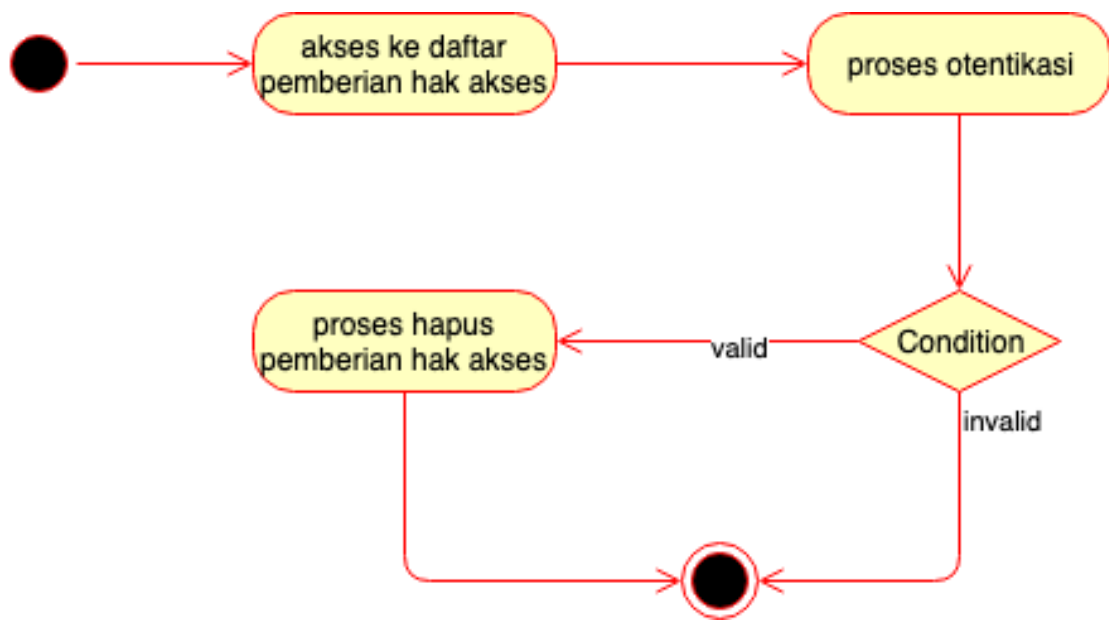 akses ke daftar
pemberian hak akses
proses otentikasi
proses hapus
pemberian hak akses
valid
Condition
invalid